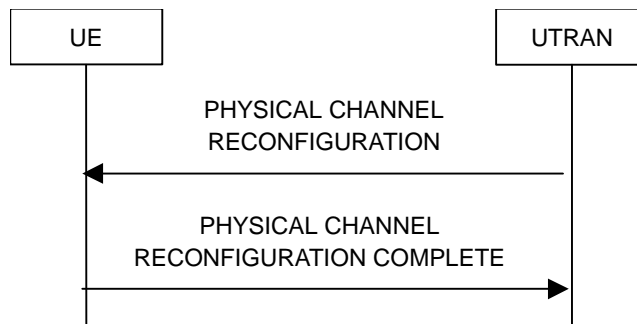 UE
UTRAN
PHYSICAL CHANNEL
RECONFIGURATION
PHYSICAL CHANNEL
RECONFIGURATION COMPLETE